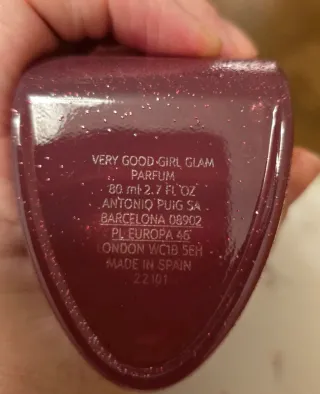 VERY GOOD GIRL GLAM
PARFUM
80 ml 2.7 FL OZ
ANTONIO PUIG SA
BARCELONA 08902
PL EUROPA 46
LONDON WC1B 5EH
MADE IN SPAIN
22101